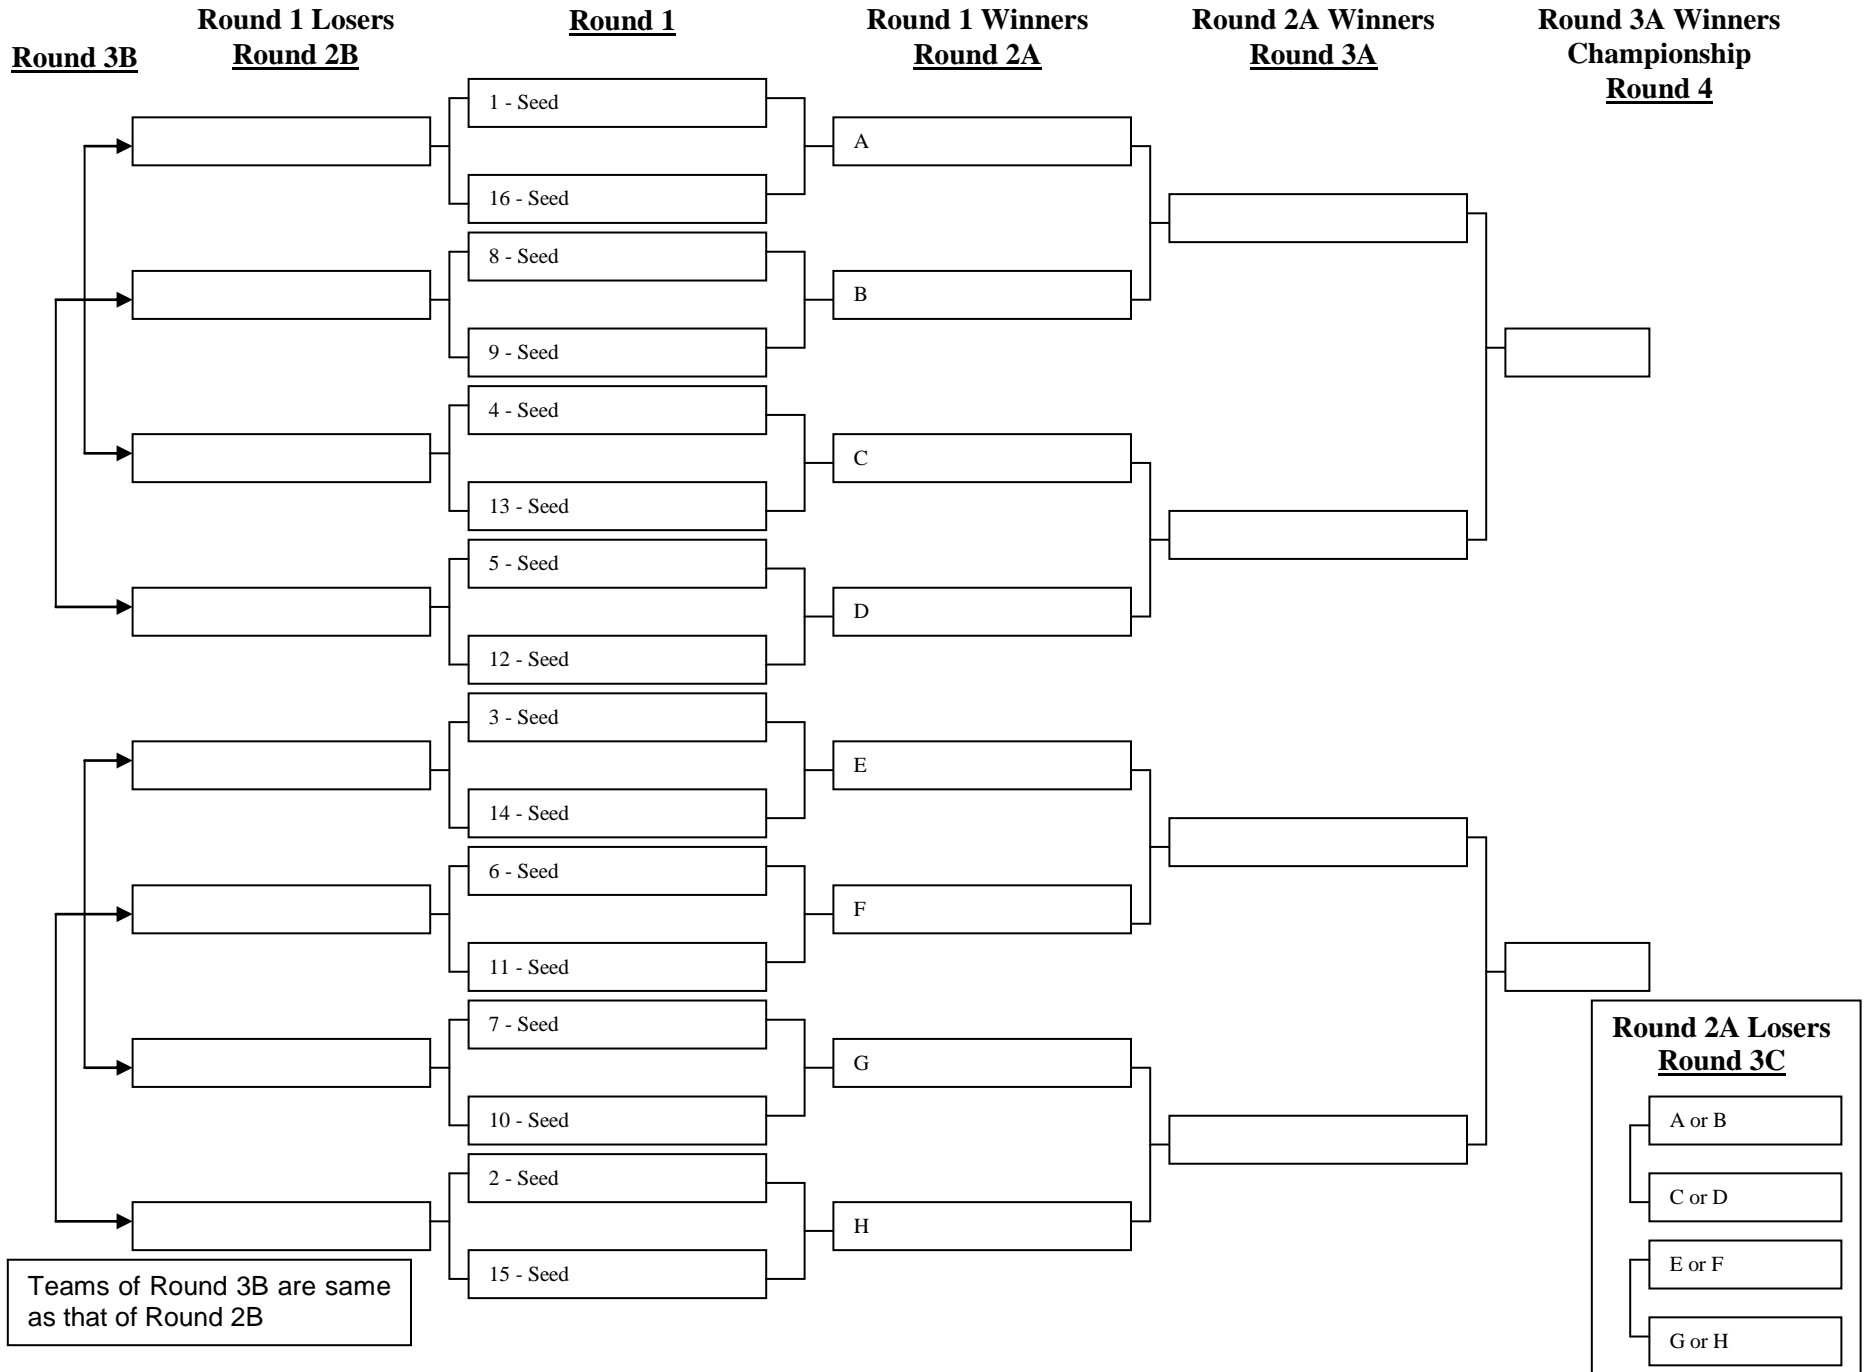 Round 3B
Round 1 Losers
Round 2B
Round 1
Round 1 Winners
Round 2A
Round 2A Winners
Round 3A
Round 3A Winners
Championship
Round 4
1 - Seed
16 - Seed
8 - Seed
9 - Seed
4 - Seed
13 - Seed
5 - Seed
12 - Seed
3 - Seed
14 - Seed
6 - Seed
11 - Seed
7 - Seed
10 - Seed
2 - Seed
15 - Seed
A
B
C
D
E
F
G
H
Round 2A Losers
Round 3C
A or B
C or D
E or F
G or H
Teams of Round 3B are same
as that of Round 2B